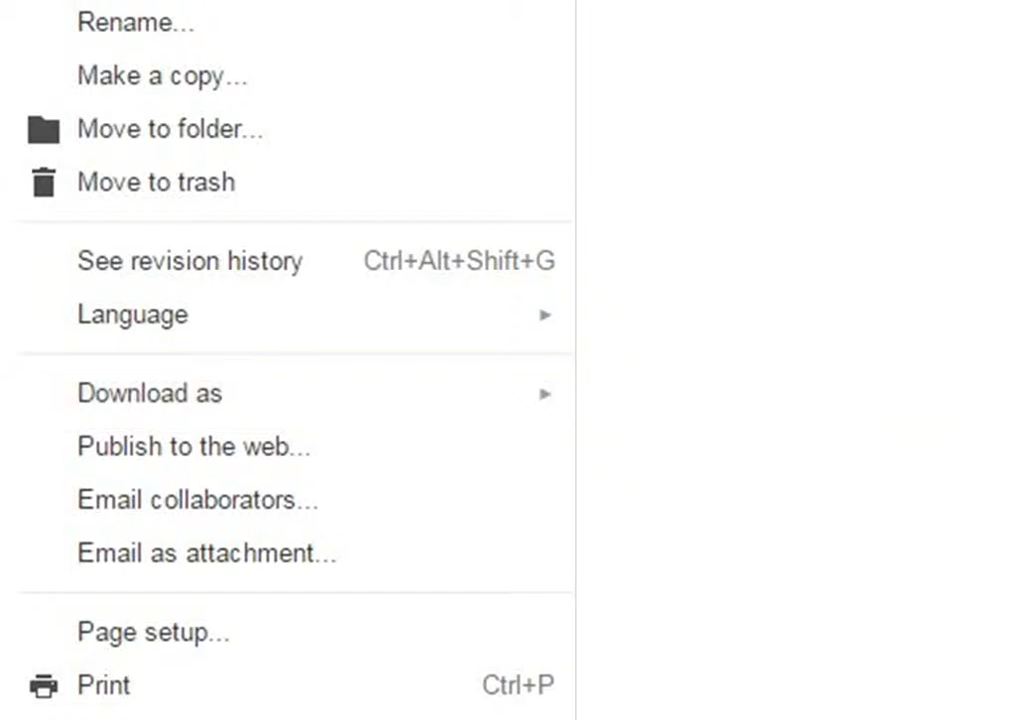 Rename...
Make a copy...
Move to folder...
Move to trash
See revision history Ctrl+Alt+Shift+G
Language ►
Download as ►
Publish to the web...
Email collaborators...
Email as attachment...
Page setup...
Print Ctrl+P